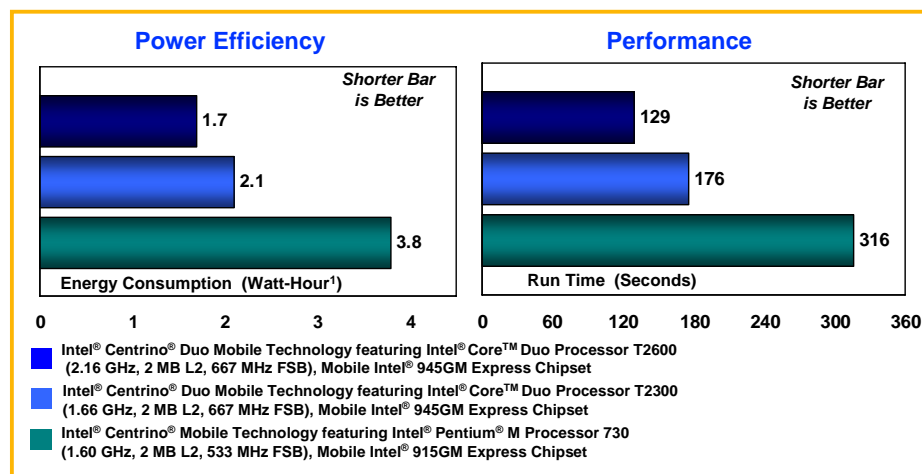 Power Efficiency
Shorter Bar
is Better
1.7
2.1
3.8
Energy Consumption (Watt-Hour¹)
0 1 2 3 4
Performance
Shorter Bar
is Better
129
176
316
Run Time (Seconds)
0 60 120 180 240 300 360
Intel® Centrino® Duo Mobile Technology featuring Intel® Core™ Duo Processor T2600
(2.16 GHz, 2 MB L2, 667 MHz FSB), Mobile Intel® 945GM Express Chipset
Intel® Centrino® Duo Mobile Technology featuring Intel® Core™ Duo Processor T2300
(1.66 GHz, 2 MB L2, 667 MHz FSB), Mobile Intel® 945GM Express Chipset
Intel® Centrino® Mobile Technology featuring Intel® Pentium® M Processor 730
(1.60 GHz, 2 MB L2, 533 MHz FSB), Mobile Intel® 915GM Express Chipset